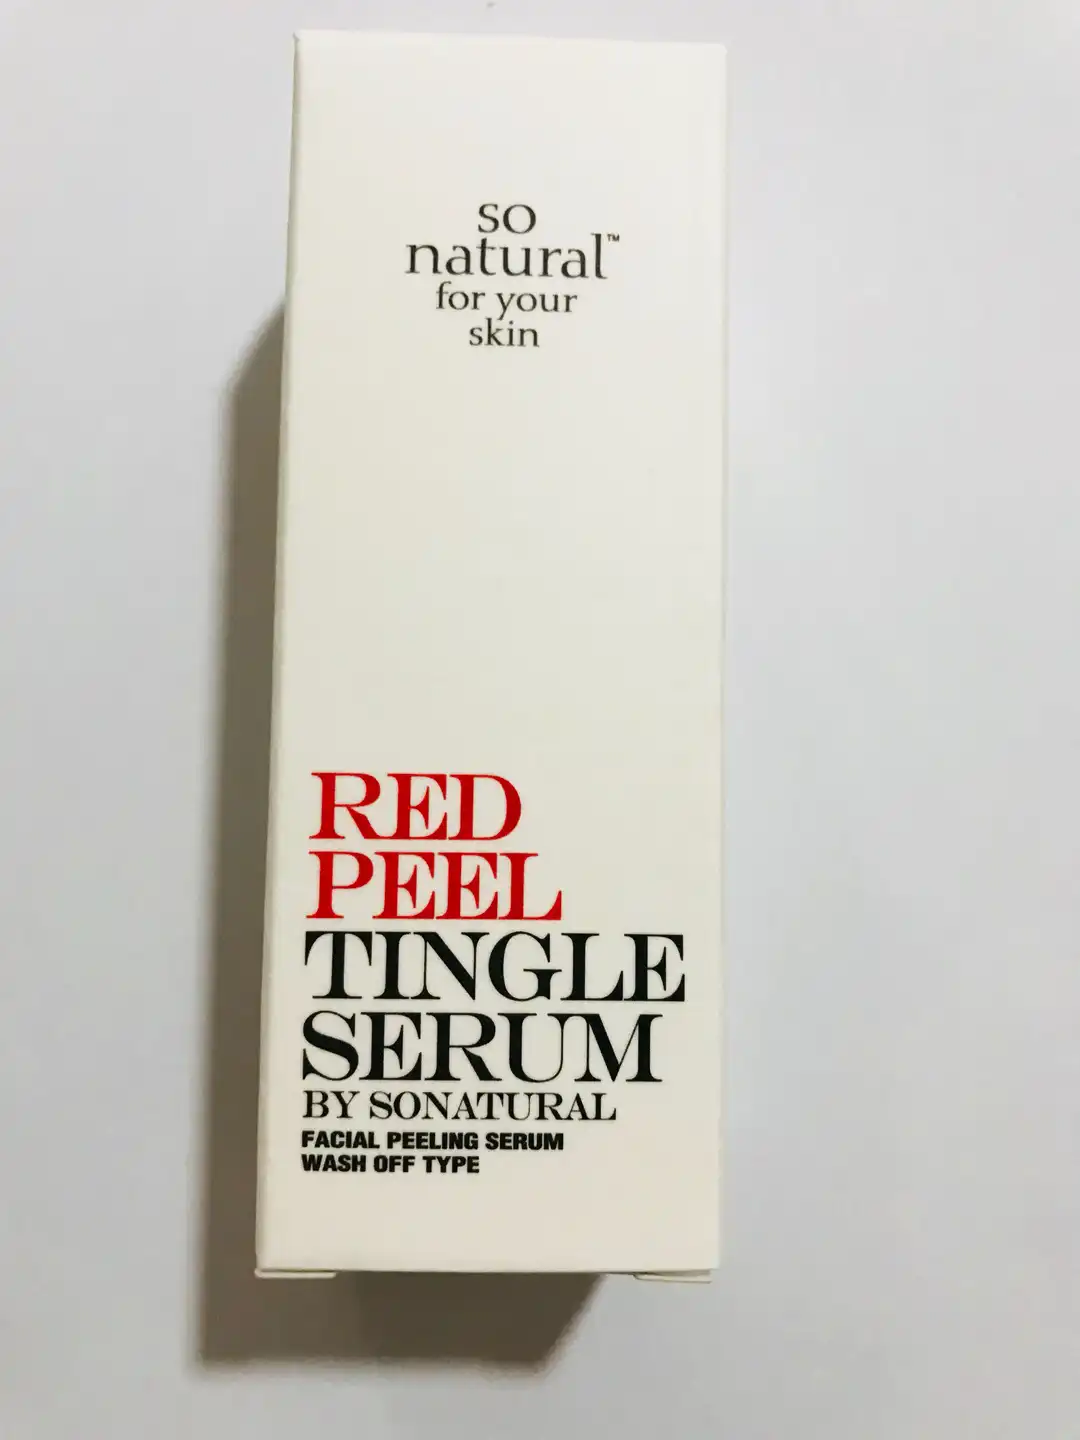 so
natural™
for your
skin
RED
PEEL
TINGLE
SERUM
BY SONATURAL
FACIAL PEELING SERUM
WASH OFF TYPE